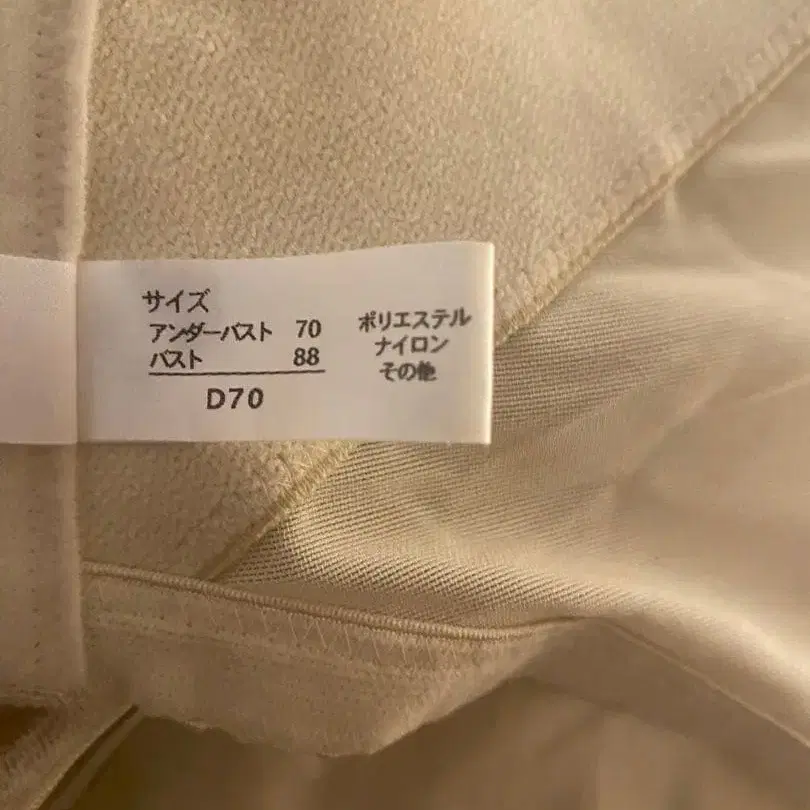 サイズ
アンダーバスト 70
バスト 88
D70
ポリエステル
ナイロン
その他